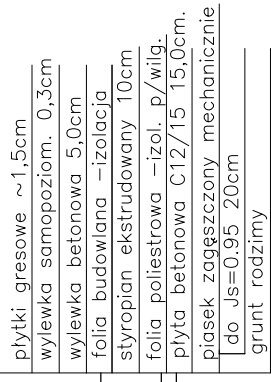 płytki gresowe ~1,5cm
wylewka samopoziom. 0,3cm
wylewka betonowa 5,0cm
folia budowlana -izolacja
styropian ekstrudowany 10cm
folia poliestrowa -izol. p/wilg.
płyta betonowa C12/15 15,0cm.
piasek zagęszczony mechanicznie
do Js=0.95 20cm
grunt rodzimy